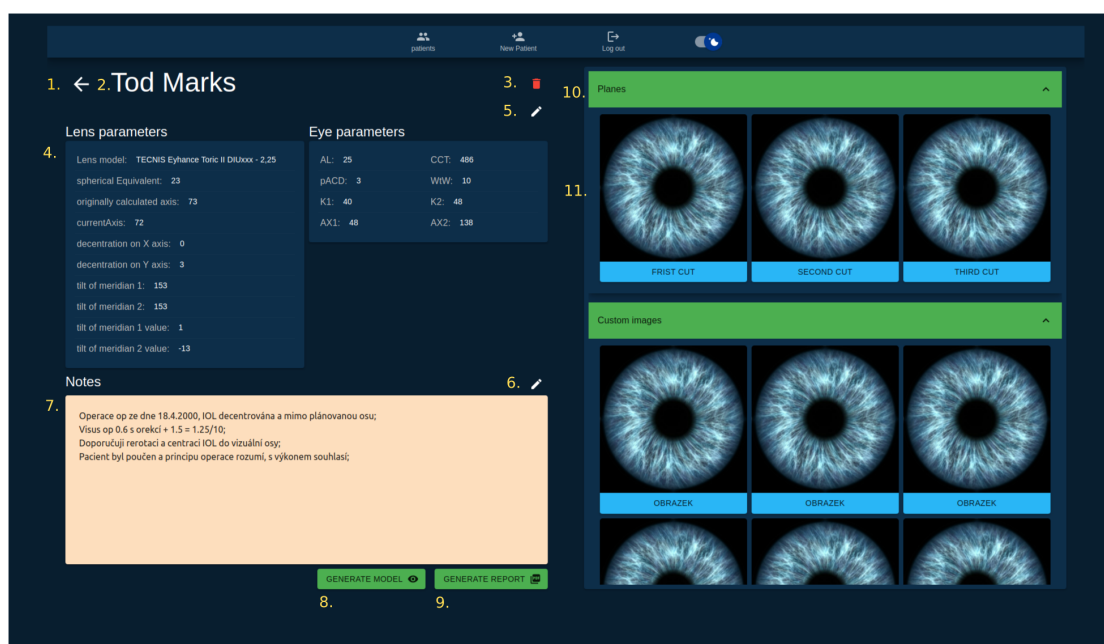 patients
New Patient
Log out
1.
2. Tod Marks
3.
5.
Lens parameters
4.
Lens model: TECNIS Eyhance Toric II DIUxxx - 2,25
spherical Equivalent: 23
originally calculated axis: 73
currentAxis: 72
decentration on X axis: 0
decentration on Y axis: 3
tilt of meridian 1: 153
tilt of meridian 2: 153
tilt of meridian 1 value: 1
tilt of meridian 2 value: -13
Eye parameters
AL: 25 CCT: 486
pACD: 3 WtW: 10
K1: 40 K2: 48
AX1: 48 AX2: 138
Notes
6.
7.
Operace op ze dne 18.4.2000, IOL decentrována a mimo plánovanou osu;
Visus op 0.6 s orekcí + 1.5 = 1.25/10;
Doporučuji rerotaci a centraci IOL do vizuální osy;
Pacient byl poučen a principu operace rozumí, s výkonem souhlasí;
GENERATE MODEL
GENERATE REPORT
8.
9.
10. Planes
11.
FRIST CUT
SECOND CUT
THIRD CUT
Custom images
OBRAZEK
OBRAZEK
OBRAZEK